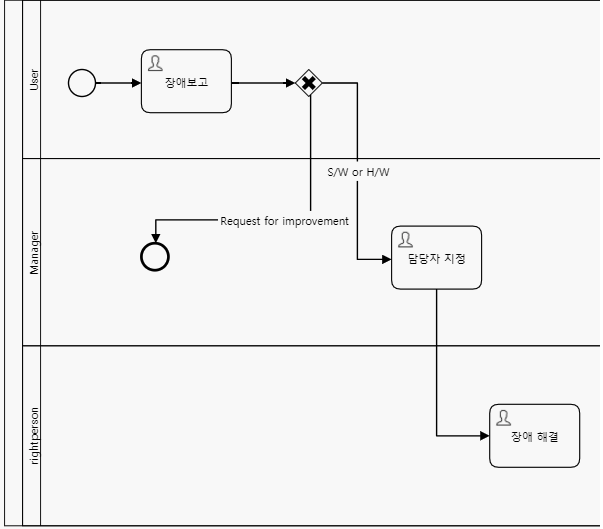 User
장애보고
S/W or H/W
Manager
Request for improvement
담당자 지정
rightperson
장애 해결